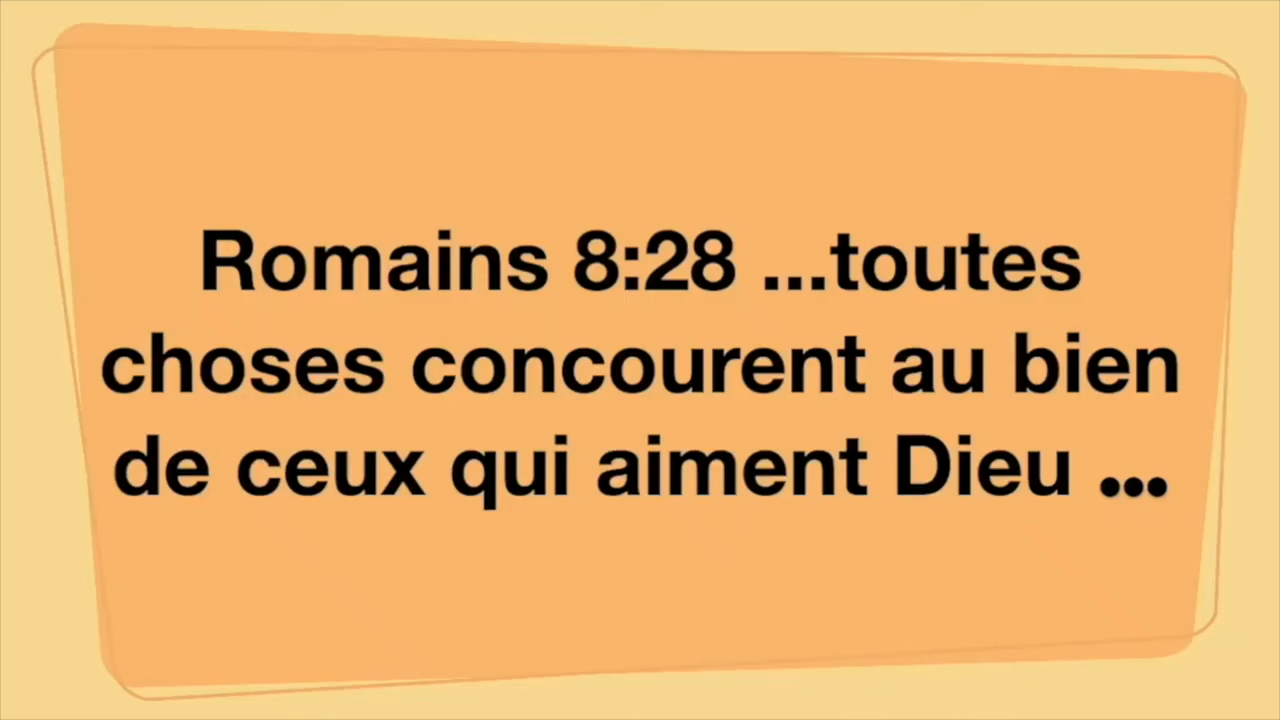 Romains 8:28 ...toutes
choses concourent au bien
de ceux qui aiment Dieu ...